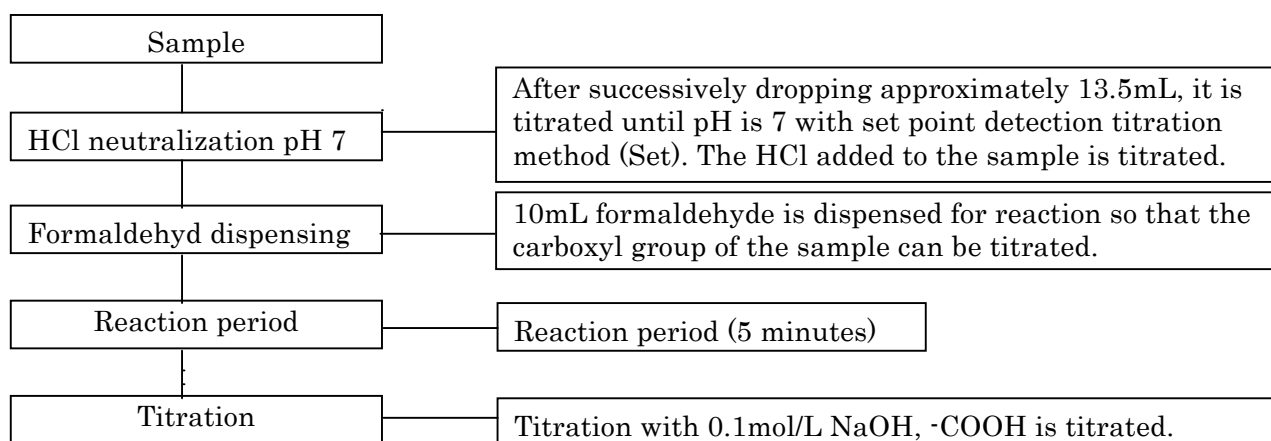 Sample
After successively dropping approximately 13.5mL, it is
titrated until pH is 7 with set point detection titration
method (Set). The HCl added to the sample is titrated.
HCl neutralization pH 7
10mL formaldehyde is dispensed for reaction so that the
carboxyl group of the sample can be titrated.
Formaldehyd dispensing
Reaction period
Reaction period (5 minutes)
Titration
Titration with 0.1mol/L NaOH, -COOH is titrated.